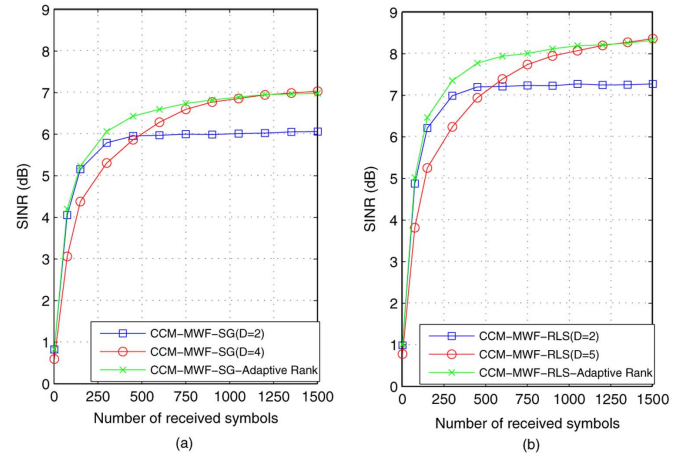 9
8
7
6
5
4
3
2
1
0
SINR (dB)
CCM-MWF-SG(D=2)
CCM-MWF-SG(D=4)
CCM-MWF-SG-Adaptive Rank
0 250 500 750 1000 1250 1500
Number of received symbols
(a)
9
8
7
6
5
4
3
2
1
0
SINR (dB)
CCM-MWF-RLS(D=2)
CCM-MWF-RLS(D=5)
CCM-MWF-RLS-Adaptive Rank
0 250 500 750 1000 1250 1500
Number of received symbols
(b)